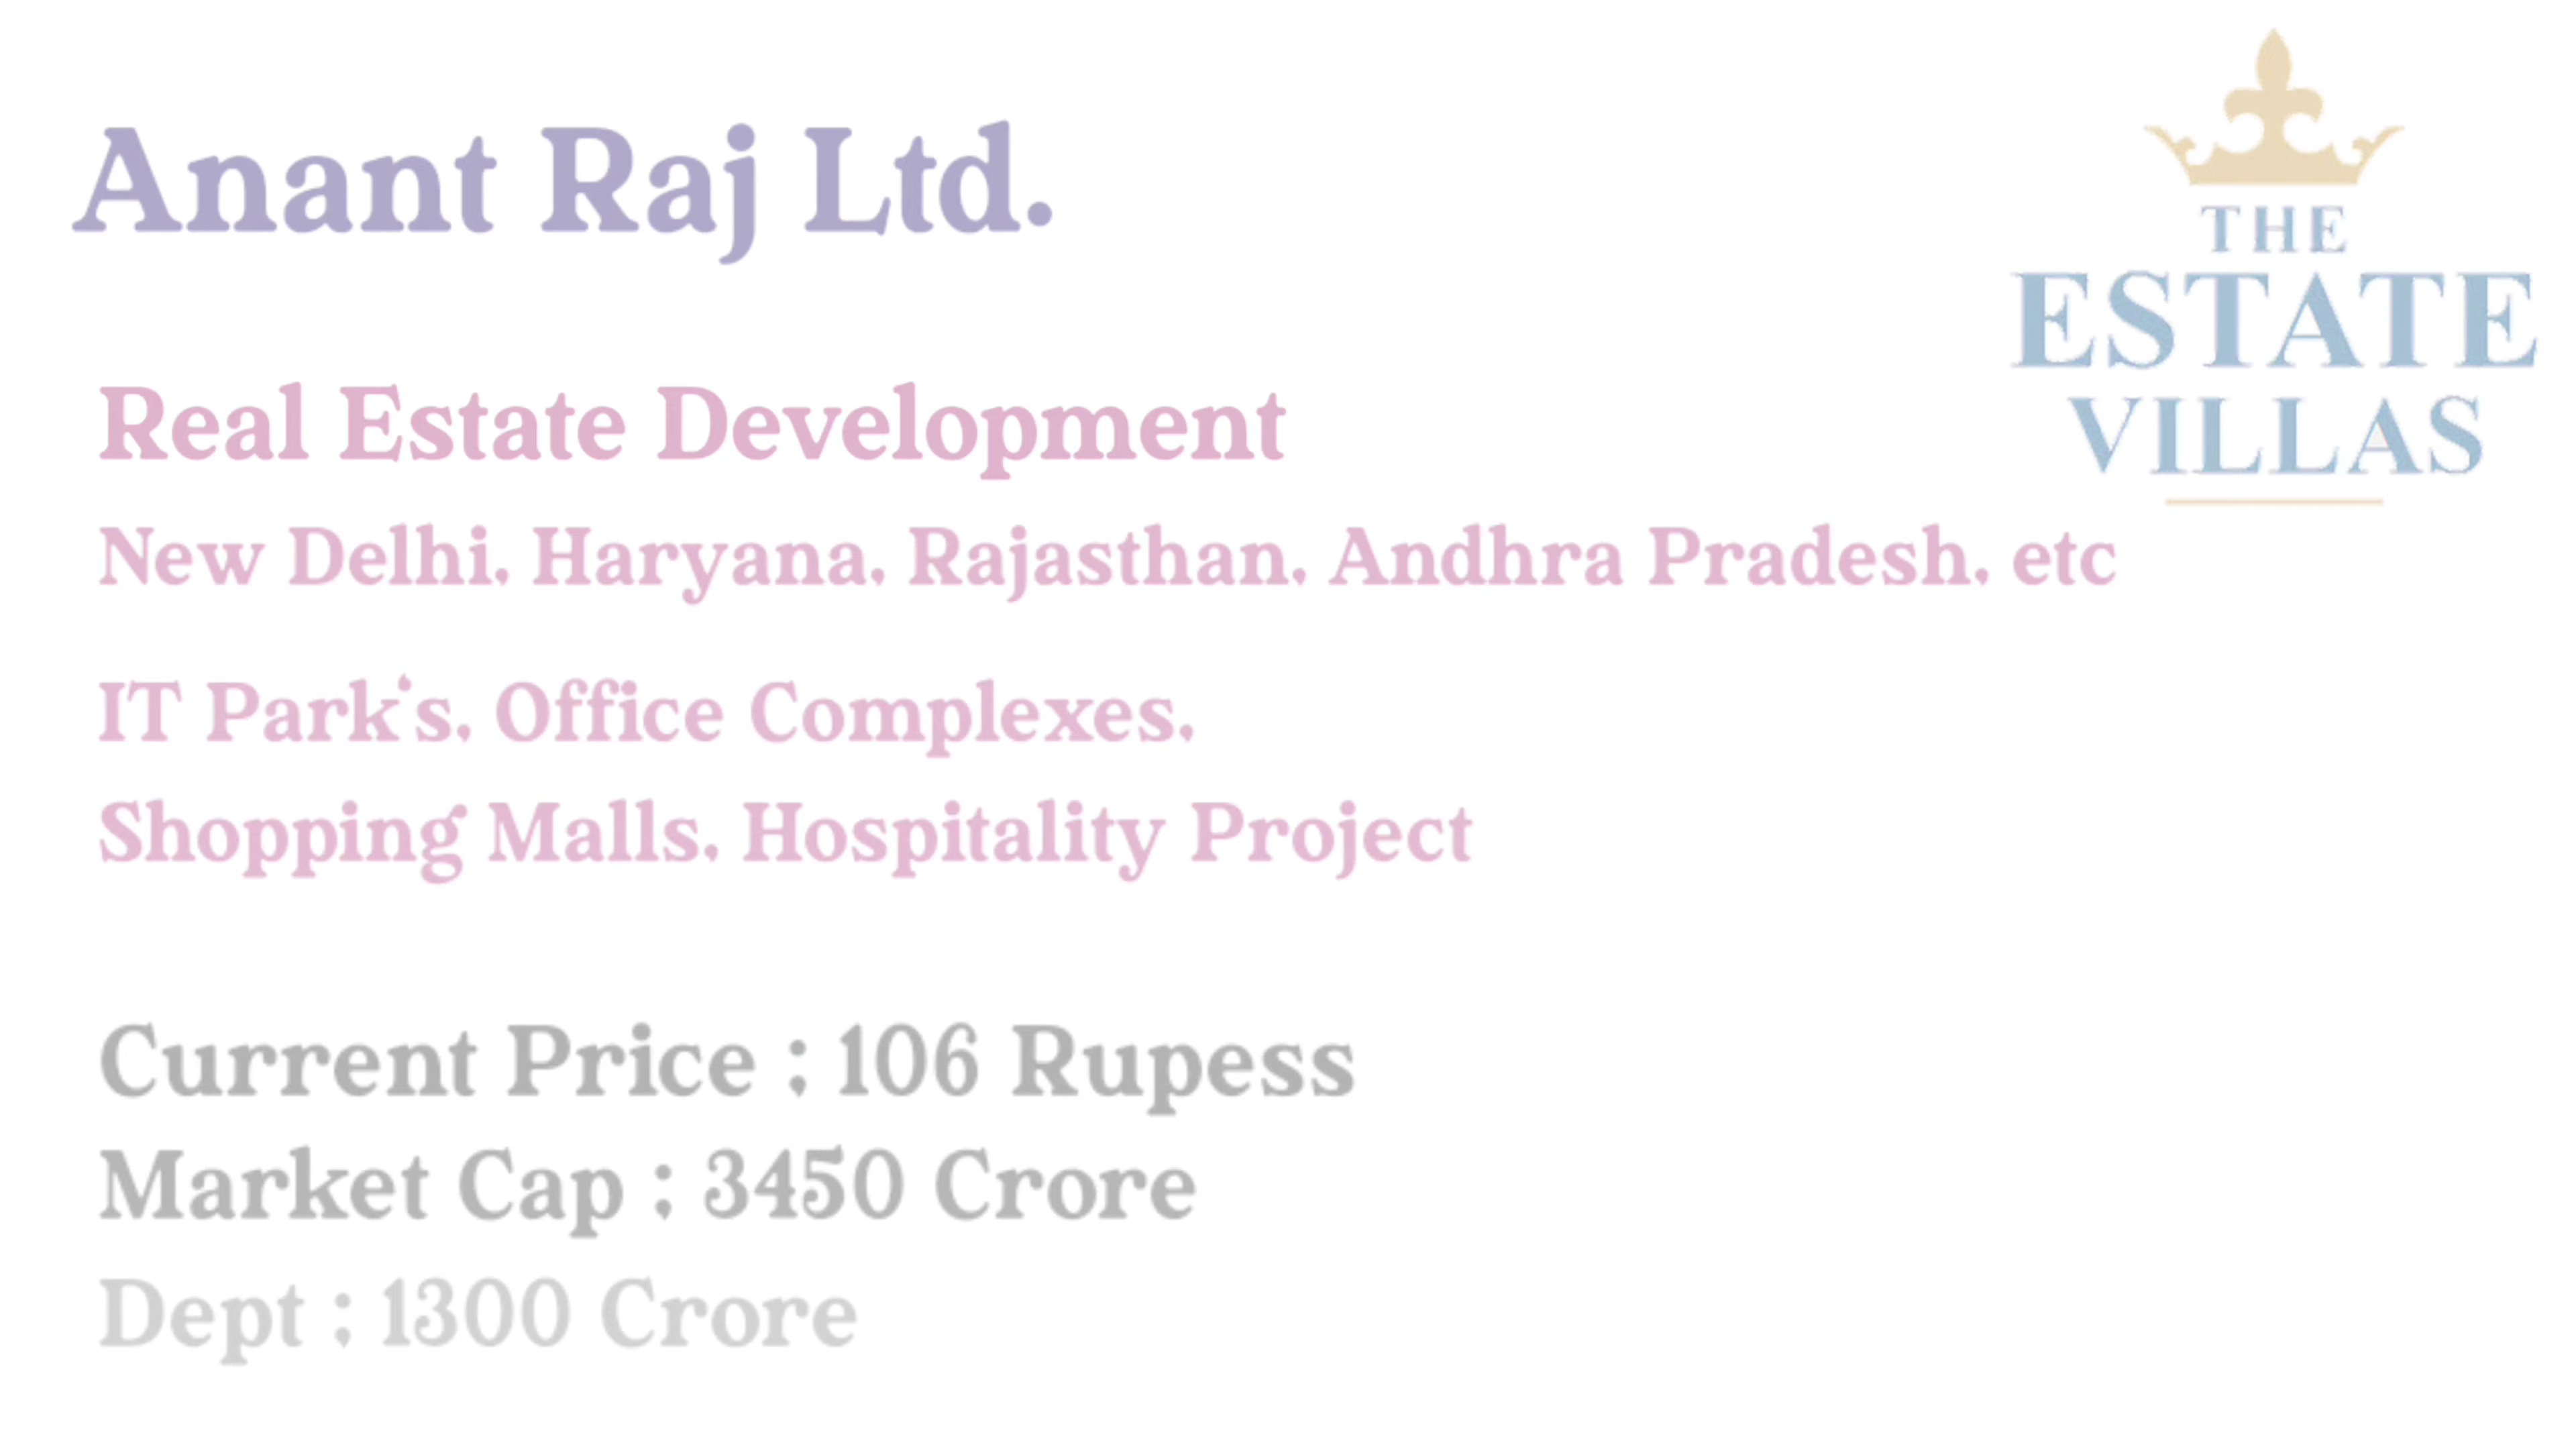 Anant Raj Ltd.
THE
ESTATE
VILLAS
Real Estate Development
New Delhi, Haryana, Rajasthan, Andhra Pradesh, etc
IT Park's, Office Complexes,
Shopping Malls, Hospitality Project
Current Price : 106 Rupess
Market Cap : 3450 Crore
Dept : 1300 Crore